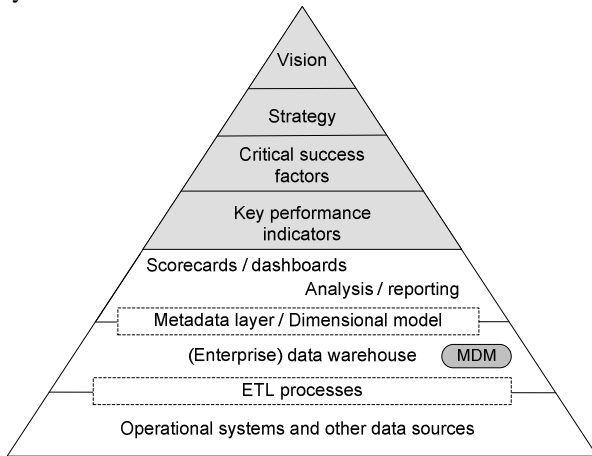 Vision
Strategy
Critical success
factors
Key performance
indicators
Scorecards / dashboards
Analysis / reporting
Metadata layer / Dimensional model
(Enterprise) data warehouse
MDM
ETL processes
Operational systems and other data sources